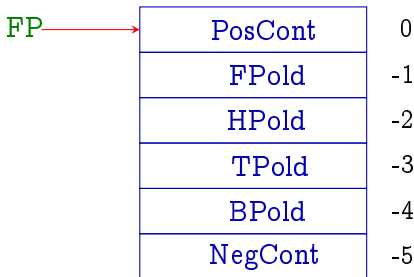 FP PosCont 0
FPold -1
HPold -2
TPold -3
BPold -4
NegCont -5